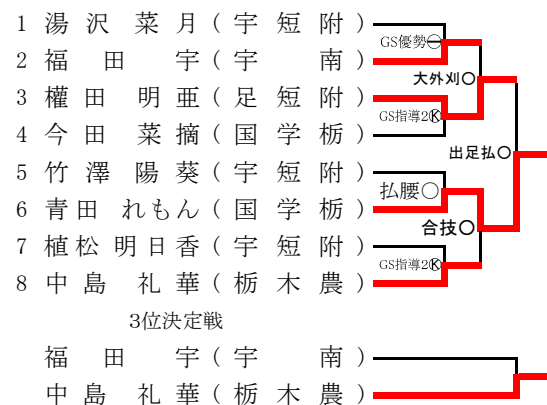 1 湯沢 菜月(宇短附)
GS優勢○
2 福田 宇(宇南)
大外刈○
3 權田 明亜(足短附)
GS指導2Ⓚ
4 今田 菜摘(国学栃)
出足払○
5 竹澤 陽葵(宇短附)
払腰○
6 青田 れもん(国学栃)
合技○
7 植松 明日香(宇短附)
GS指導2Ⓚ
8 中島 礼華(栃木農)
3位決定戦
福田 宇(宇南)
中島 礼華(栃木農)